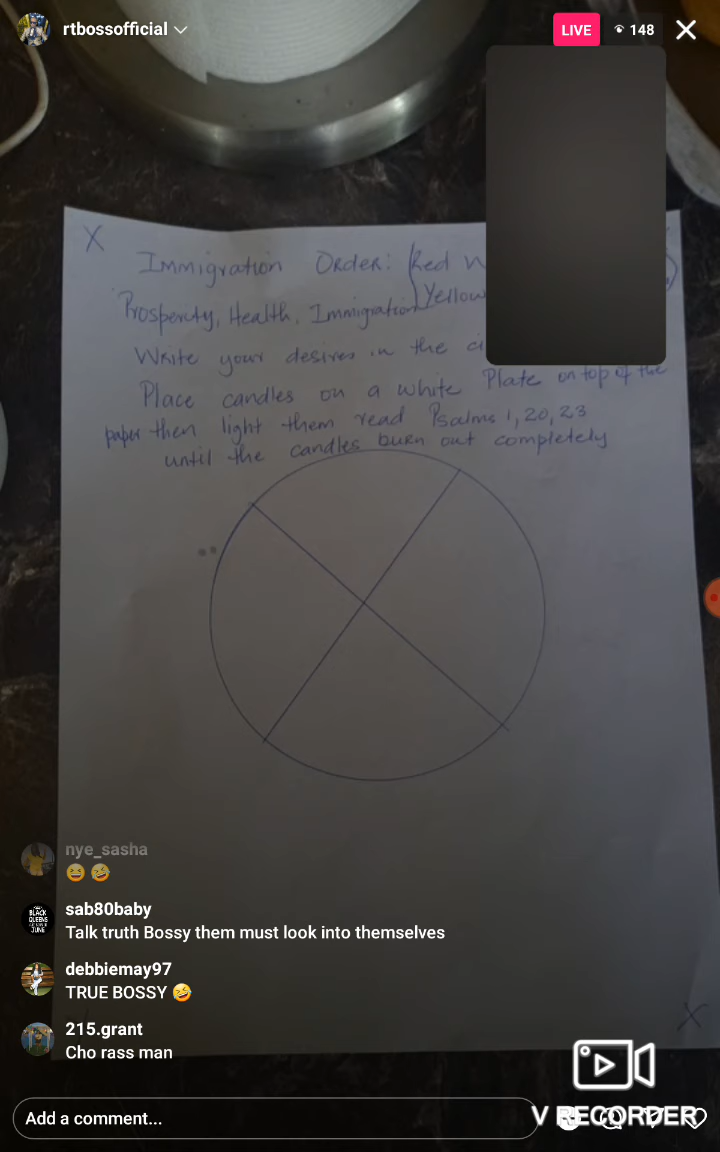 rtbossofficial
LIVE
148
X
Immigration Order: (Red W
Prosperity, Health, Immigration Yellow
Write your desires in the ci
Place candles on a white Plate on top of the
paper then light them read Psalms 1, 20, 23
until the candles burn out completely
nye_sasha
😆 🤣
sab80baby
Talk truth Bossy them must look into themselves
debbiemay97
TRUE BOSSY 🤣
215.grant
Cho rass man
X
Add a comment...
V RECORDER